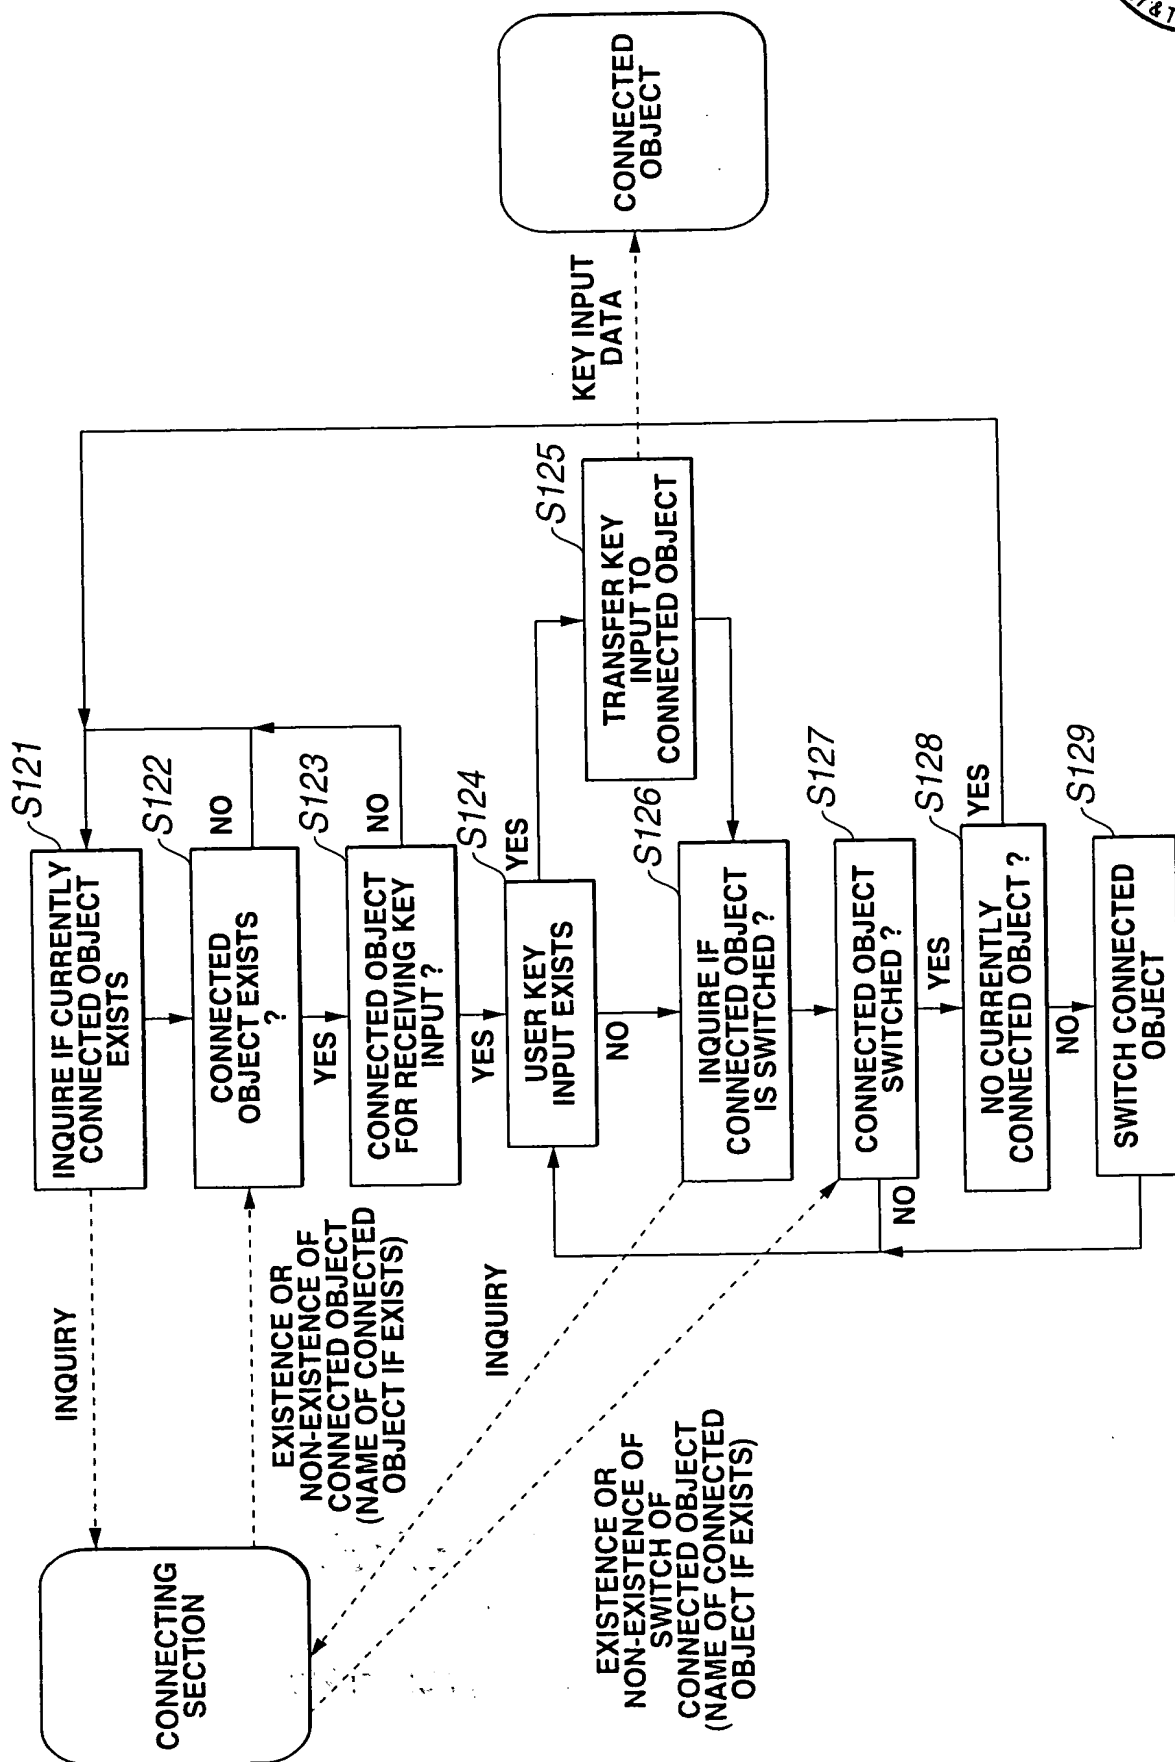 CONNECTING
SECTION
INQUIRY
EXISTENCE OR
NON-EXISTENCE OF
CONNECTED OBJECT
(NAME OF CONNECTED
OBJECT IF EXISTS)
INQUIRY
EXISTENCE OR
NON-EXISTENCE OF
SWITCH OF
CONNECTED OBJECT
(NAME OF CONNECTED
OBJECT IF EXISTS)
S121
INQUIRE IF CURRENTLY
CONNECTED OBJECT
EXISTS
S122
CONNECTED
OBJECT EXISTS
?
NO
YES
S123
CONNECTED OBJECT
FOR RECEIVING KEY
INPUT ?
NO
YES
S124
USER KEY
INPUT EXISTS
YES
NO
S125
TRANSFER KEY
INPUT TO
CONNECTED OBJECT
S126
INQUIRE IF
CONNECTED OBJECT
IS SWITCHED ?
S127
CONNECTED OBJECT
SWITCHED ?
NO
YES
S128
NO CURRENTLY
CONNECTED OBJECT ?
YES
NO
S129
SWITCH CONNECTED
OBJECT
KEY INPUT
DATA
CONNECTED
OBJECT